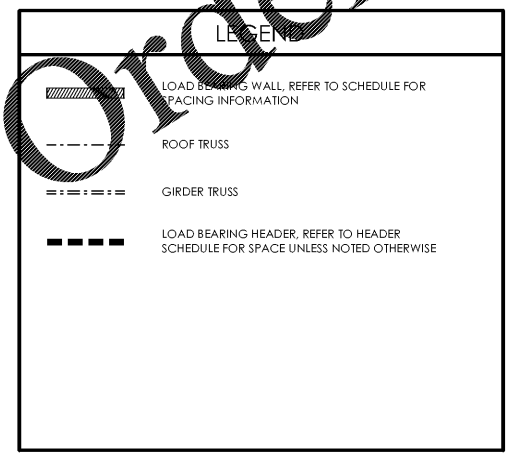 LEGEND
LOAD BEARING WALL, REFER TO SCHEDULE FOR
SPACING INFORMATION
ROOF TRUSS
GIRDER TRUSS
LOAD BEARING HEADER, REFER TO HEADER
SCHEDULE FOR SPACE UNLESS NOTED OTHERWISE
Orde